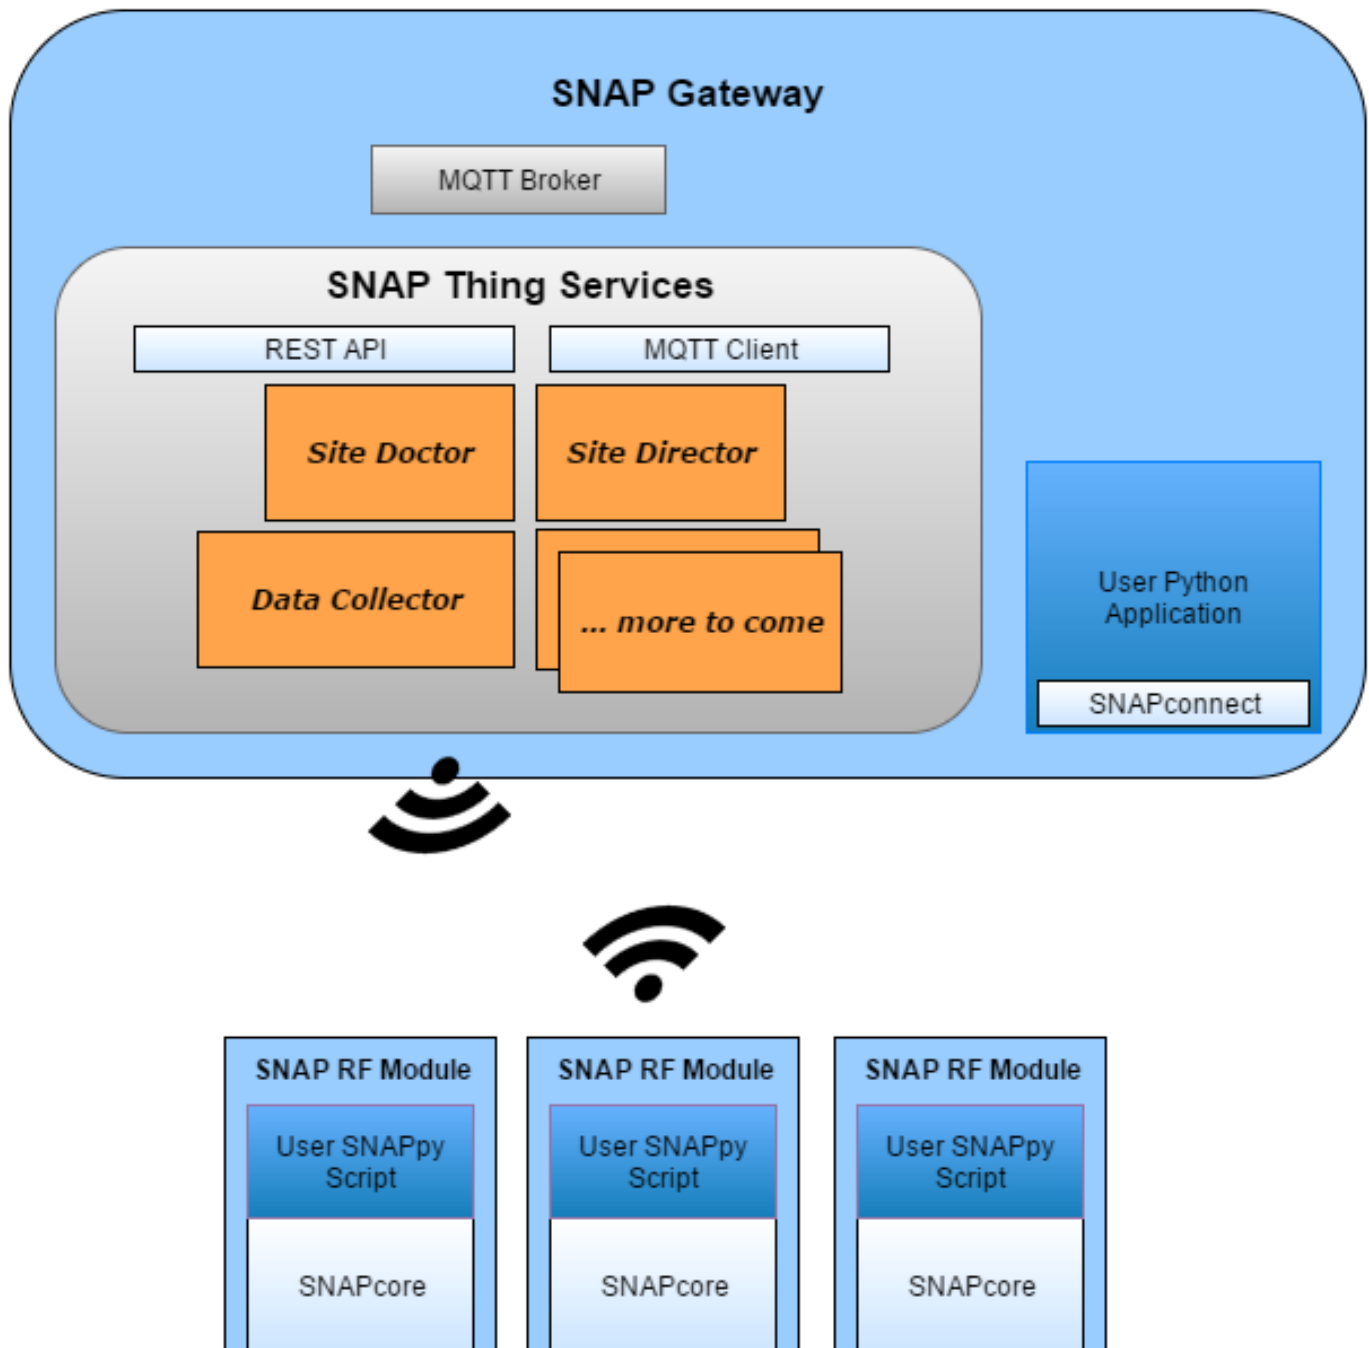 SNAP Gateway
MQTT Broker
SNAP Thing Services
REST API
MQTT Client
Site Doctor
Site Director
Data Collector
... more to come
User Python
Application
SNAPconnect
SNAP RF Module
User SNAPpy
Script
SNAPcore
SNAP RF Module
User SNAPpy
Script
SNAPcore
SNAP RF Module
User SNAPpy
Script
SNAPcore